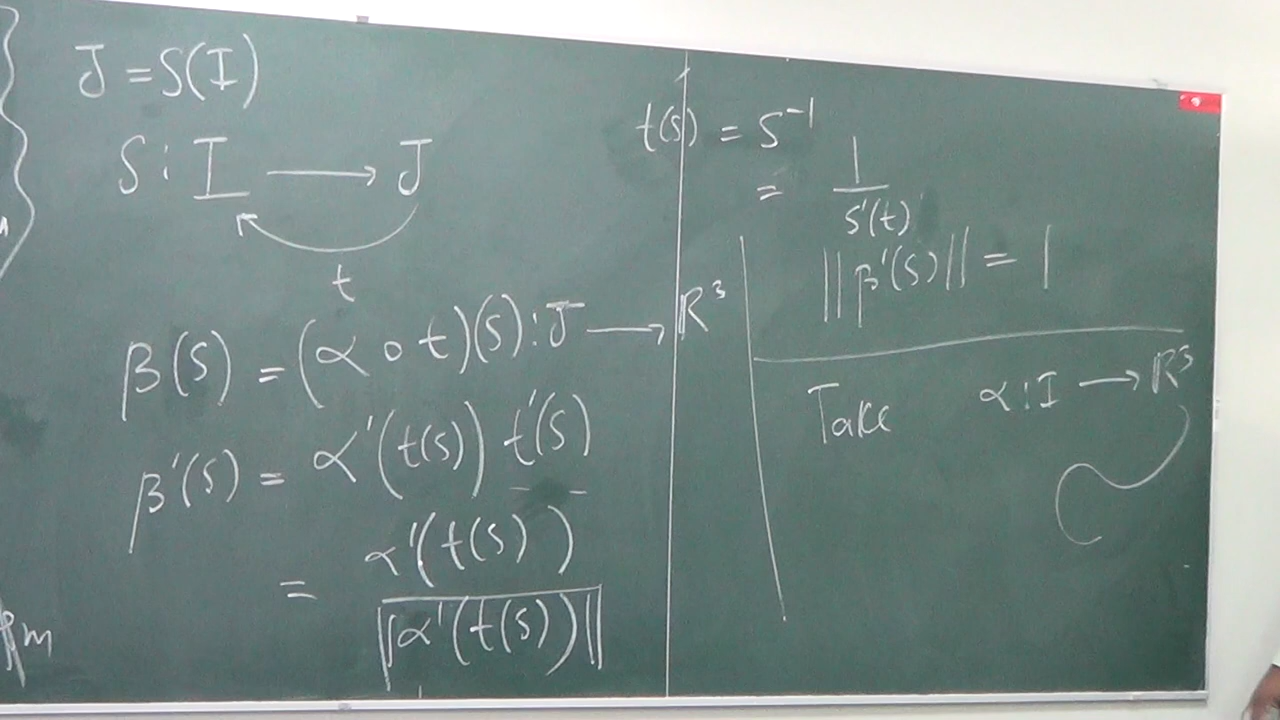 J = S(I)
S : I ⟶ J
t
β(s) = (α ∘ t)(s) : J ⟶ ℝ³
β'(s) = α'(t(s)) t'(s)
= α'(t(s)) / ||α'(t(s))||
t(s) = S⁻¹
= 1 / s'(t)
||β'(s)|| = 1
Take α : I ⟶ ℝ³
m